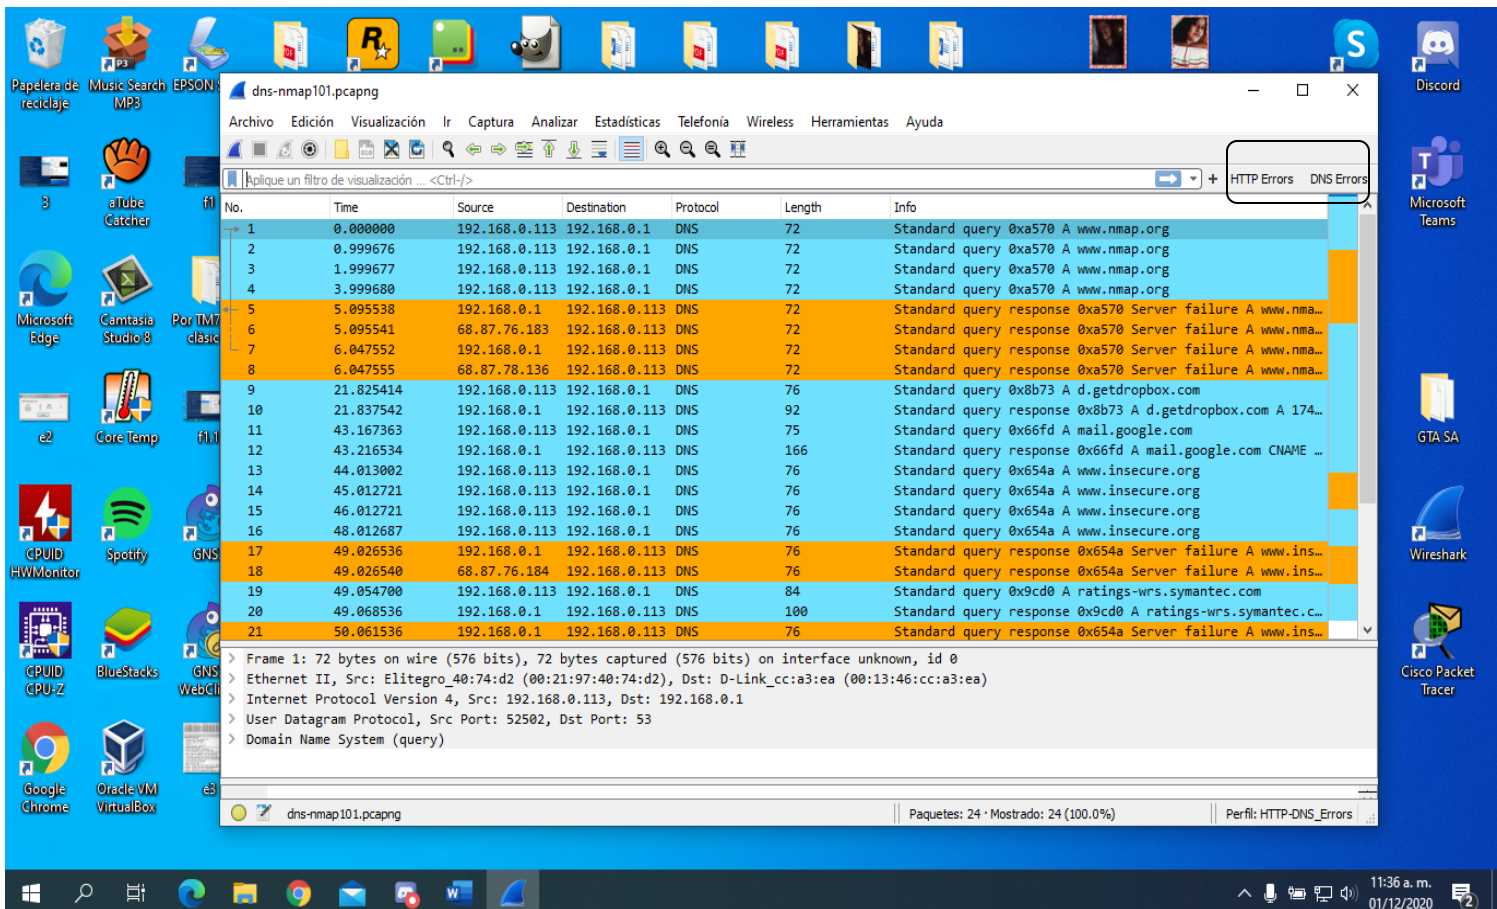 Papelera de
reciclaje
Music Search
MP3
EPSON S
Discord
dns-nmap101.pcapng
Archivo Edición Visualización Ir Captura Analizar Estadísticas Telefonía Wireless Herramientas Ayuda
Aplique un filtro de visualización ... <Ctrl-/>
HTTP Errors DNS Errors
No. Time Source Destination Protocol Length Info
1 0.000000 192.168.0.113 192.168.0.1 DNS 72 Standard query 0xa570 A www.nmap.org
2 0.999676 192.168.0.113 192.168.0.1 DNS 72 Standard query 0xa570 A www.nmap.org
3 1.999677 192.168.0.113 192.168.0.1 DNS 72 Standard query 0xa570 A www.nmap.org
4 3.999680 192.168.0.113 192.168.0.1 DNS 72 Standard query 0xa570 A www.nmap.org
5 5.095538 192.168.0.1 192.168.0.113 DNS 72 Standard query response 0xa570 Server failure A www.nma…
6 5.095541 68.87.76.183 192.168.0.113 DNS 72 Standard query response 0xa570 Server failure A www.nma…
7 6.047552 192.168.0.1 192.168.0.113 DNS 72 Standard query response 0xa570 Server failure A www.nma…
8 6.047555 68.87.78.136 192.168.0.113 DNS 72 Standard query response 0xa570 Server failure A www.nma…
9 21.825414 192.168.0.113 192.168.0.1 DNS 76 Standard query 0x8b73 A d.getdropbox.com
10 21.837542 192.168.0.1 192.168.0.113 DNS 92 Standard query response 0x8b73 A d.getdropbox.com A 174…
11 43.167363 192.168.0.113 192.168.0.1 DNS 75 Standard query 0x66fd A mail.google.com
12 43.216534 192.168.0.1 192.168.0.113 DNS 166 Standard query response 0x66fd A mail.google.com CNAME …
13 44.013002 192.168.0.113 192.168.0.1 DNS 76 Standard query 0x654a A www.insecure.org
14 45.012721 192.168.0.113 192.168.0.1 DNS 76 Standard query 0x654a A www.insecure.org
15 46.012721 192.168.0.113 192.168.0.1 DNS 76 Standard query 0x654a A www.insecure.org
16 48.012687 192.168.0.113 192.168.0.1 DNS 76 Standard query 0x654a A www.insecure.org
17 49.026536 192.168.0.1 192.168.0.113 DNS 76 Standard query response 0x654a Server failure A www.ins…
18 49.026540 68.87.76.184 192.168.0.113 DNS 76 Standard query response 0x654a Server failure A www.ins…
19 49.054700 192.168.0.113 192.168.0.1 DNS 84 Standard query 0x9cd0 A ratings-wrs.symantec.com
20 49.068536 192.168.0.1 192.168.0.113 DNS 100 Standard query response 0x9cd0 A ratings-wrs.symantec.c…
21 50.061536 192.168.0.1 192.168.0.113 DNS 76 Standard query response 0x654a Server failure A www.ins…
Frame 1: 72 bytes on wire (576 bits), 72 bytes captured (576 bits) on interface unknown, id 0
Ethernet II, Src: Elitegro_40:74:d2 (00:21:97:40:74:d2), Dst: D-Link_cc:a3:ea (00:13:46:cc:a3:ea)
Internet Protocol Version 4, Src: 192.168.0.113, Dst: 192.168.0.1
User Datagram Protocol, Src Port: 52502, Dst Port: 53
Domain Name System (query)
dns-nmap101.pcapng Paquetes: 24 · Mostrado: 24 (100.0%) Perfil: HTTP-DNS_Errors
3
aTube
Catcher
f1
Microsoft
Teams
Microsoft
Edge
Camtasia
Studio 8
Por TM7
clásic
e2
Core Temp
f1.1
GTA SA
CPUID
HWMonitor
Spotify
GNS
Wireshark
CPUID
CPU-Z
BlueStacks
GNS
WebCli
Cisco Packet
Tracer
Google
Chrome
Oracle VM
VirtualBox
e3
11:36 a. m.
01/12/2020
2